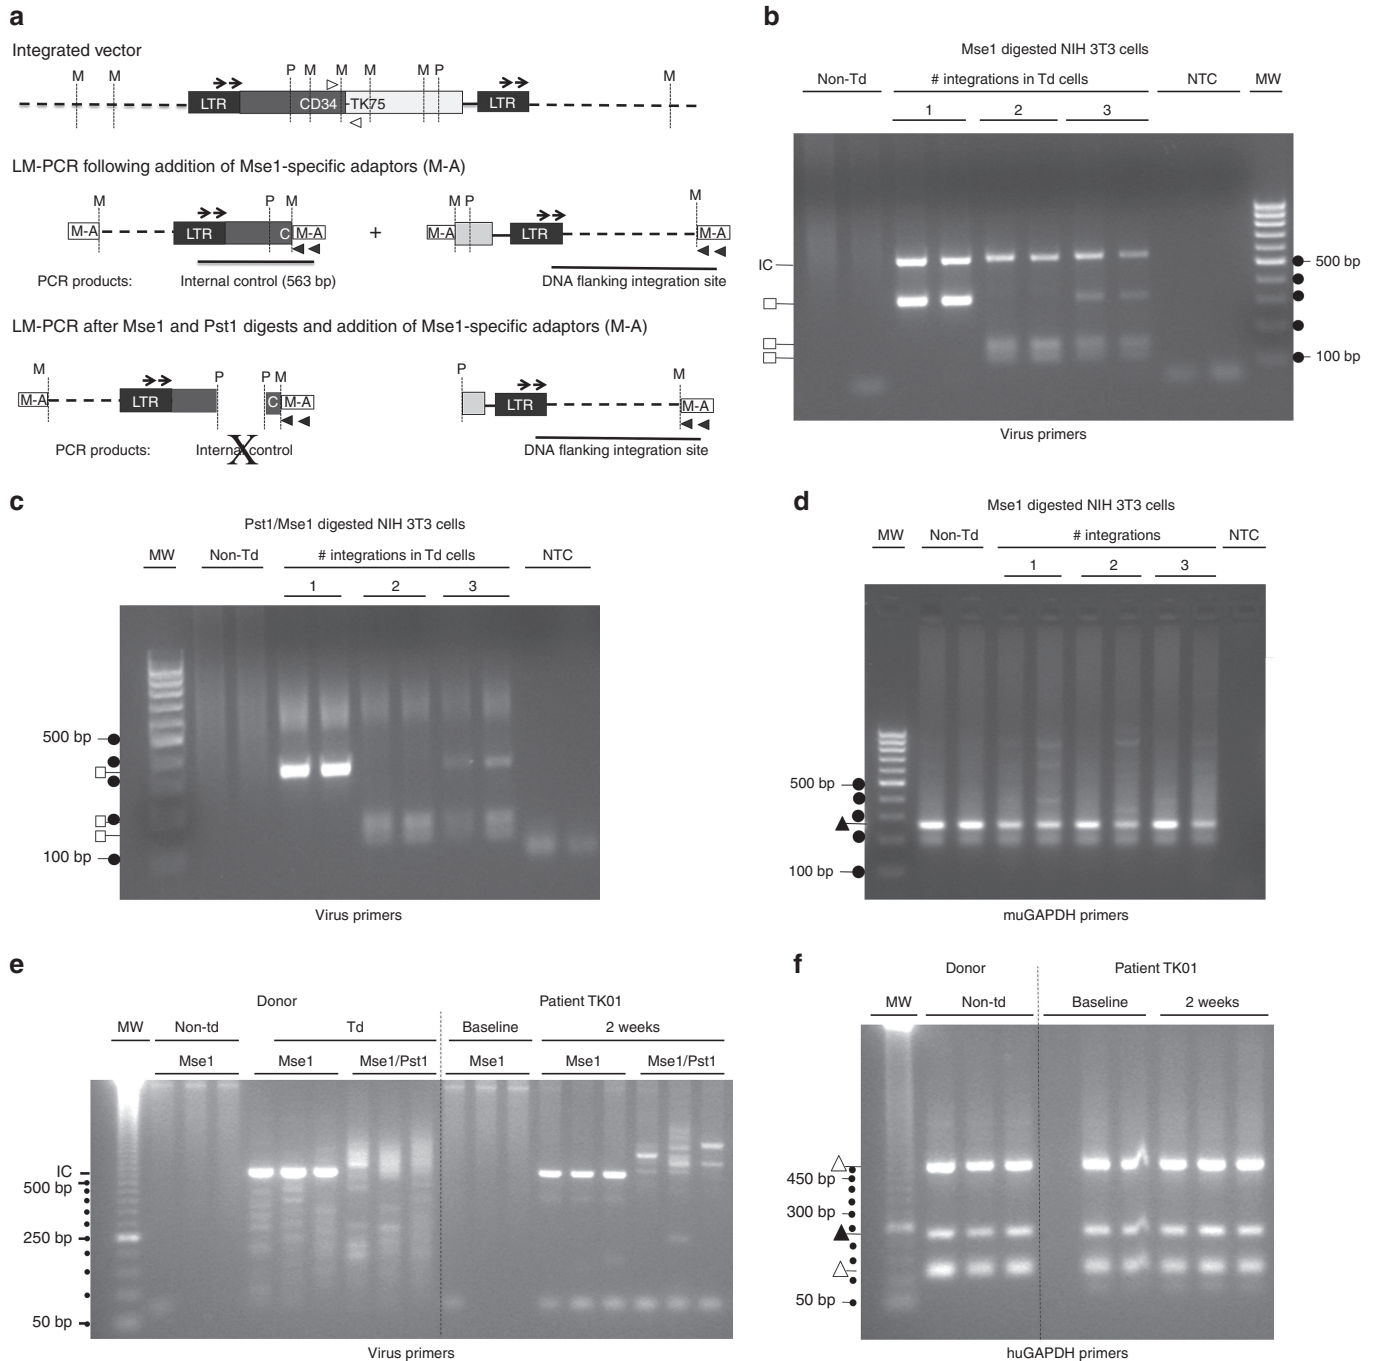 a
Integrated vector
M M P M M M M P M
LTR CD34 TK75 LTR
LM-PCR following addition of Mse1-specific adaptors (M-A)
M P M M P M
M-A LTR C M-A + M-A LTR M-A
PCR products: Internal control (563 bp) DNA flanking integration site
LM-PCR after Mse1 and Pst1 digests and addition of Mse1-specific adaptors (M-A)
M P P M P M
M-A LTR C M-A LTR M-A
PCR products: Internal control X DNA flanking integration site
b
Mse1 digested NIH 3T3 cells
Non-Td # integrations in Td cells NTC MW
1 2 3
IC 500 bp
100 bp
Virus primers
c
Pst1/Mse1 digested NIH 3T3 cells
MW Non-Td # integrations in Td cells NTC
1 2 3
500 bp
100 bp
Virus primers
d
Mse1 digested NIH 3T3 cells
MW Non-Td # integrations NTC
1 2 3
500 bp
100 bp
muGAPDH primers
e
Donor Patient TK01
MW Non-td Td Baseline 2 weeks
Mse1 Mse1 Mse1/Pst1 Mse1 Mse1 Mse1/Pst1
IC
500 bp
250 bp
50 bp
Virus primers
f
Donor Patient TK01
MW Non-td Baseline 2 weeks
450 bp
300 bp
50 bp
huGAPDH primers